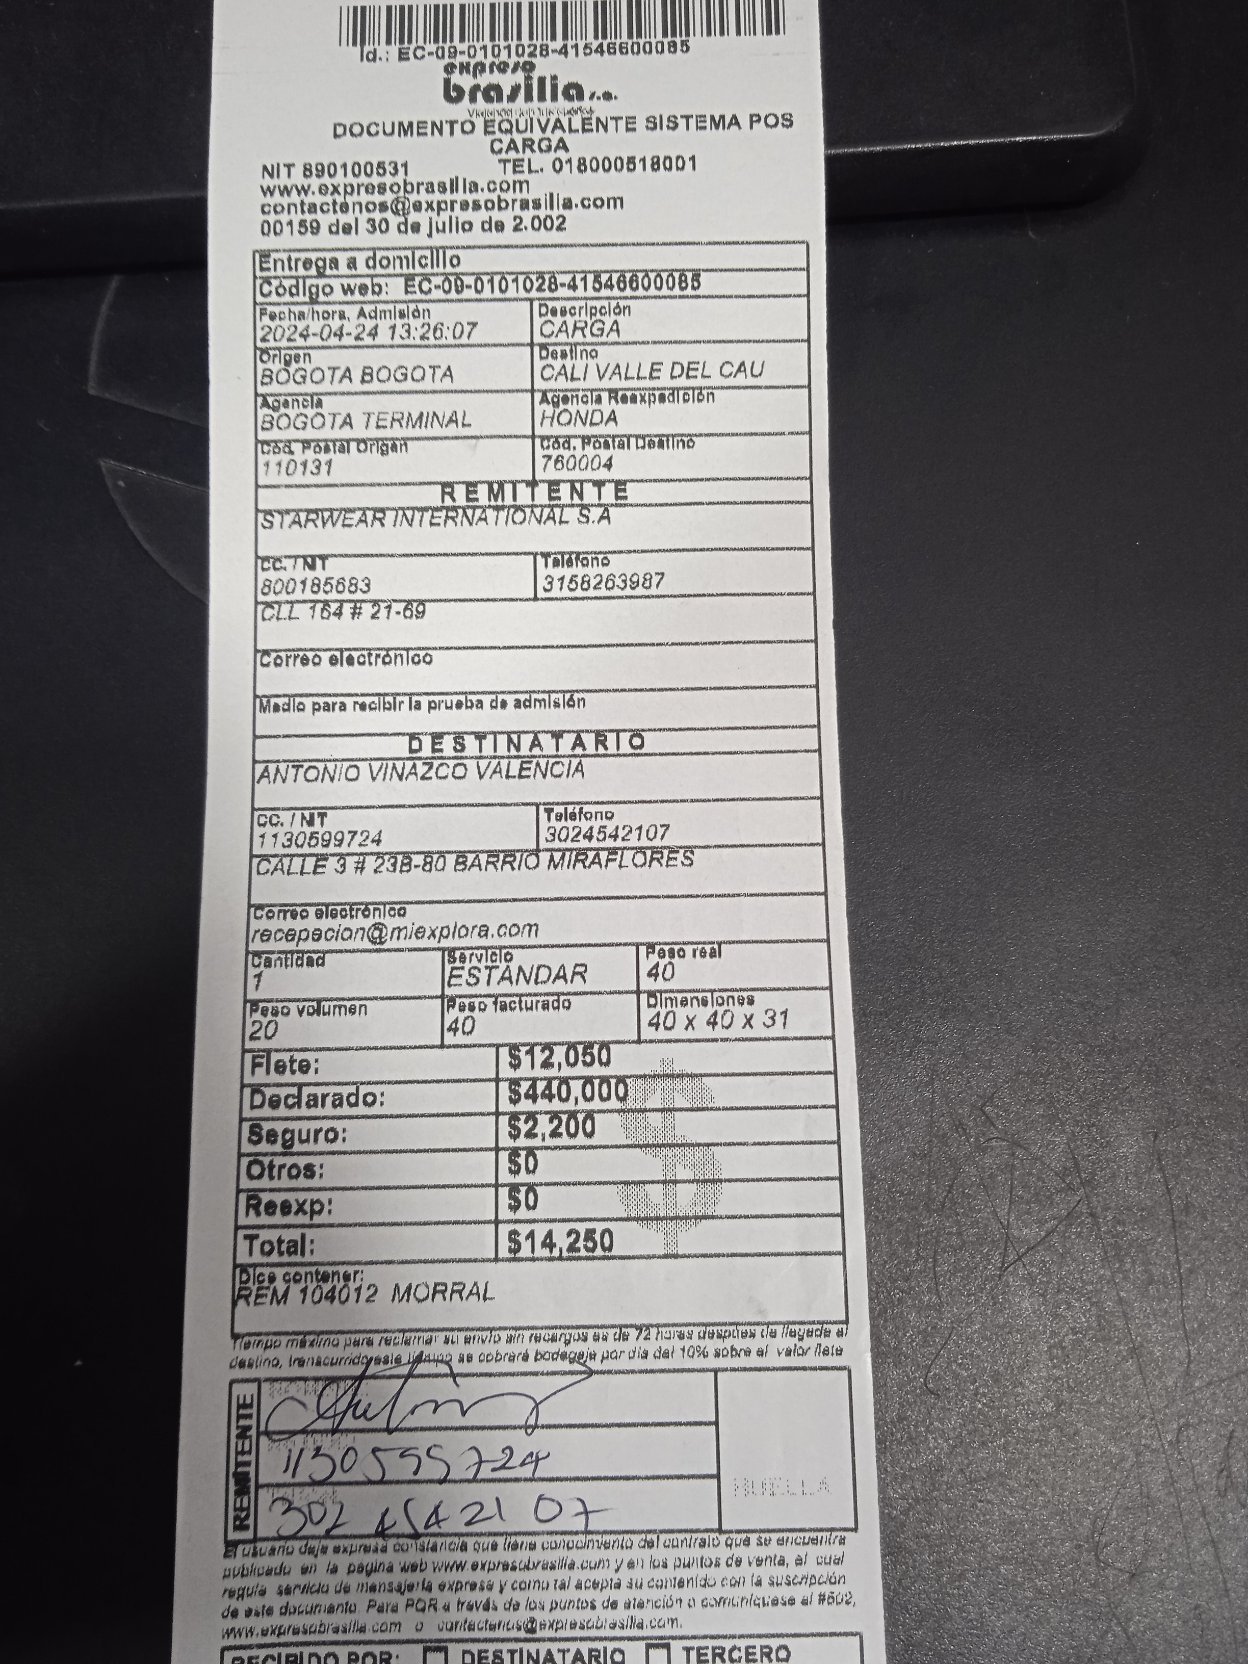 Id.: EC-09-0101028-41546600085
expreso
brasilia s.a.
DOCUMENTO EQUIVALENTE SISTEMA POS
CARGA
NIT 890100531 TEL. 018000518001
www.expresobrasilia.com
contactenos@expresobrasilia.com
00159 del 30 de julio de 2.002
Entrega a domicilio
Código web: EC-09-0101028-41546600085
Fecha/hora, Admisión Descripción
2024-04-24 13:26:07 CARGA
Origen Destino
BOGOTA BOGOTA CALI VALLE DEL CAU
Agencia Agencia Reexpedición
BOGOTA TERMINAL HONDA
Cód. Postal Origen Cód. Postal Destino
110131 760004
REMITENTE
STARWEAR INTERNATIONAL S.A
CC. / NIT Teléfono
800185683 3158263987
CLL 164 # 21-69
Correo electrónico
Medio para recibir la prueba de admisión
DESTINATARIO
ANTONIO VINAZCO VALENCIA
CC. / NIT Teléfono
1130599724 3024542107
CALLE 3 # 23B-80 BARRIO MIRAFLORES
Correo electrónico
recepecion@miexplora.com
Cantidad Servicio Peso real
1 ESTANDAR 40
Peso volumen Peso facturado Dimensiones
20 40 40 x 40 x 31
Flete: $12,050
Declarado: $440,000
Seguro: $2,200
Otros: $0
Reexp: $0
Total: $14,250
Dice contener:
REM 104012 MORRAL
Tiempo máximo para reclamar su envío sin recargos es de 72 horas después de llegada al
destino, transcurrido este tiempo se cobrará bodegaje por día del 10% sobre el valor flete
REMITENTE
1130599724
302 454 21 07
HUELLA
El usuario deja expresa constancia que tiene conocimiento del contrato que se encuentra
publicado en la pagina web www.expresobrasilia.com y en los puntos de venta, el cual
regula servicio de mensajería expresa y como tal acepta su contenido con la suscripción
de este documento. Para PQR a través de los puntos de atención o comuníquese al #602,
www.expresobrasilia.com o contactenos@expresobrasilia.com.
RECIBIDO POR: DESTINATARIO TERCERO